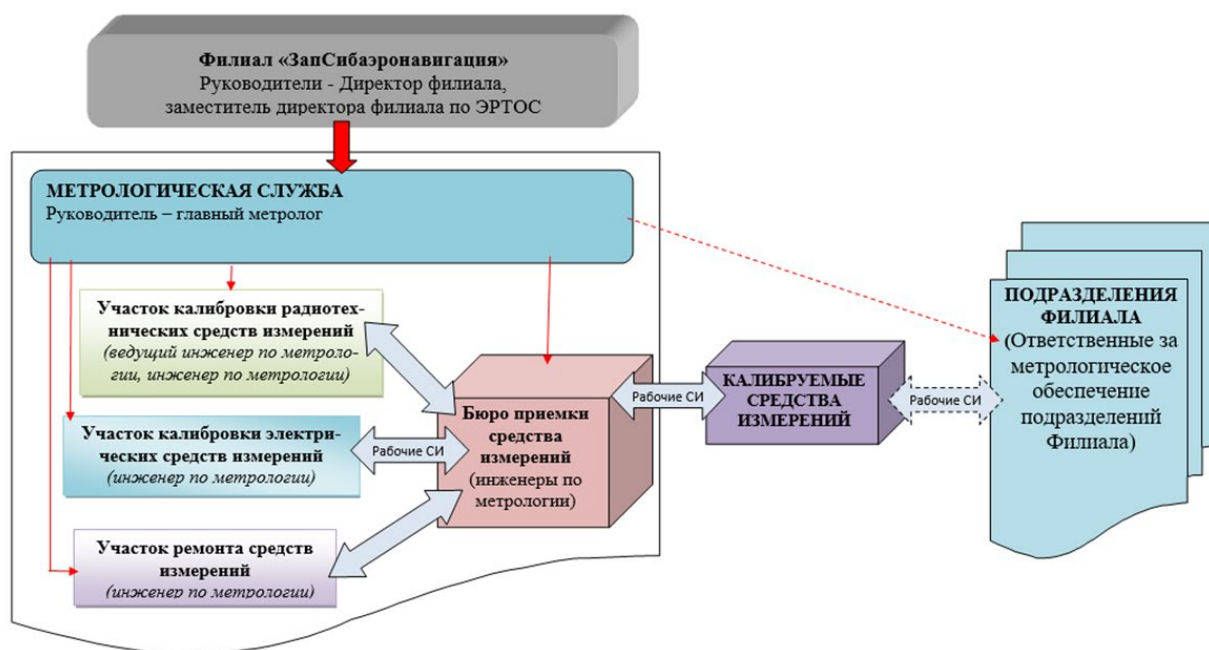 Филиал «ЗапСибаэронавигация»
Руководители - Директор филиала,
заместитель директора филиала по ЭРТОС
МЕТРОЛОГИЧЕСКАЯ СЛУЖБА
Руководитель – главный метролог
Участок калибровки радиотех-
нических средств измерений
(ведущий инженер по метроло-
гии, инженер по метрологии)
Участок калибровки электри-
ческих средств измерений
(инженер по метрологии)
Рабочие СИ
Участок ремонта средств
измерений
(инженер по метрологии)
Бюро приемки
средства
измерений
(инженеры по
метрологии)
Рабочие СИ
КАЛИБРУЕМЫЕ
СРЕДСТВА
ИЗМЕРЕНИЙ
Рабочие СИ
ПОДРАЗДЕЛЕНИЯ
ФИЛИАЛА
(Ответственные за
метрологическое
обеспечение
подразделений
Филиала)